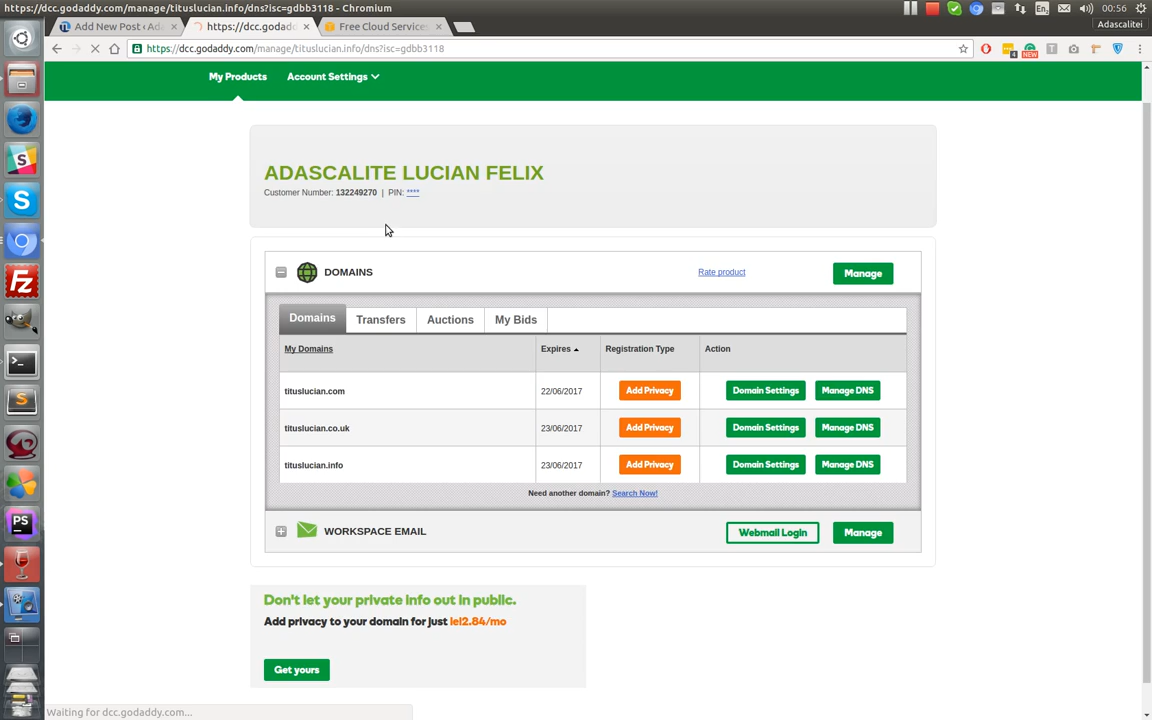 https://dcc.godaddy.com/manage/tituslucian.info/dns?isc=gdbb3118 - Chromium
00:56
Add New Post ‹ Ada
https://dcc.godaddy.c
Free Cloud Services
Adascalitei
https://dcc.godaddy.com/manage/tituslucian.info/dns?isc=gdbb3118
My Products
Account Settings
ADASCALITE LUCIAN FELIX
Customer Number: 132249270 | PIN: ****
DOMAINS
Rate product
Manage
Domains
Transfers
Auctions
My Bids
My Domains
Expires
Registration Type
Action
tituslucian.com
22/06/2017
Add Privacy
Domain Settings
Manage DNS
tituslucian.co.uk
23/06/2017
Add Privacy
Domain Settings
Manage DNS
tituslucian.info
23/06/2017
Add Privacy
Domain Settings
Manage DNS
Need another domain? Search Now!
WORKSPACE EMAIL
Webmail Login
Manage
Don't let your private info out in public.
Add privacy to your domain for just lei2.84/mo
Get yours
Waiting for dcc.godaddy.com...